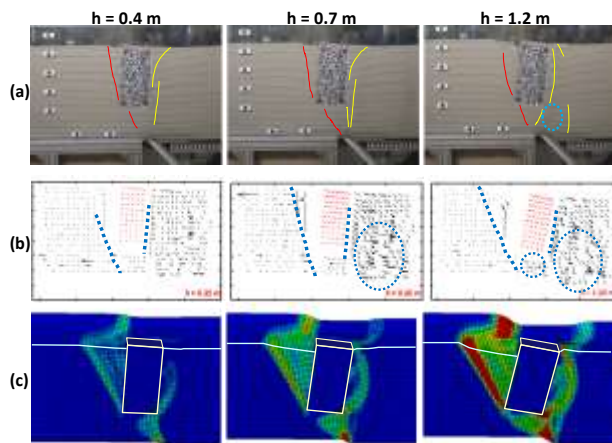 h = 0.4 m
h = 0.7 m
h = 1.2 m
(a)
(b)
(c)